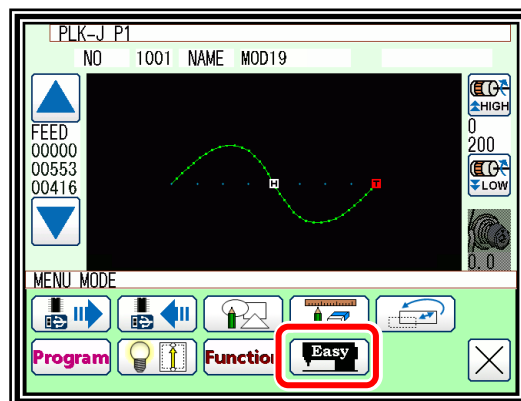 PLK-J P1
NO 1001 NAME MOD19
HIGH
FEED
00000
00553
00416
0
200
LOW
0.0
H
T
MENU MODE
Program
Function
Easy